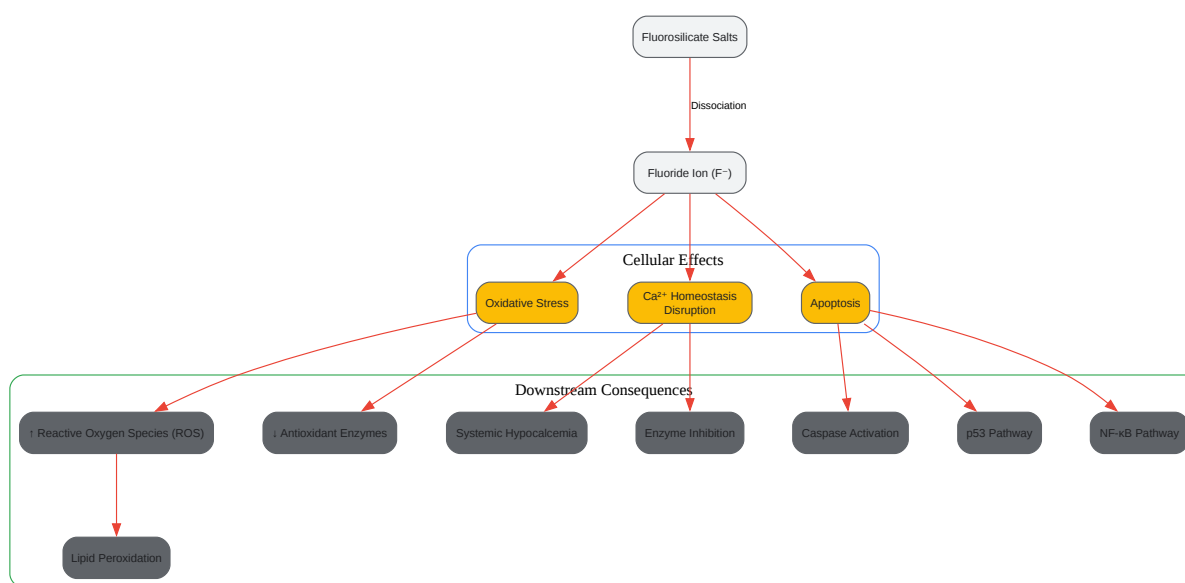 Fluorosilicate Salts
Dissociation
Fluoride Ion (F⁻)
Cellular Effects
Oxidative Stress
Ca²⁺ Homeostasis
Disruption
Apoptosis
Downstream Consequences
↑ Reactive Oxygen Species (ROS)
↓ Antioxidant Enzymes
Systemic Hypocalcemia
Enzyme Inhibition
Caspase Activation
p53 Pathway
NF-κB Pathway
Lipid Peroxidation